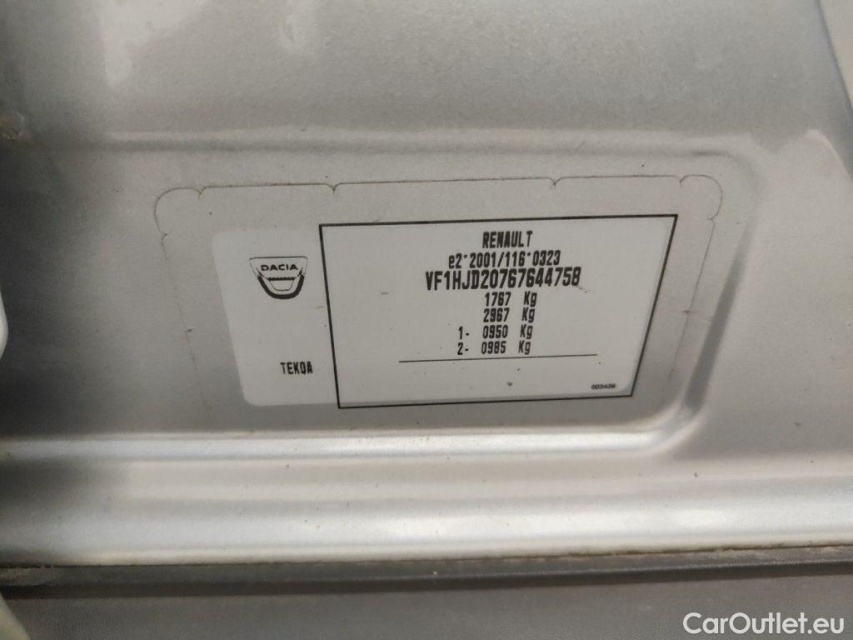 RENAULT
e2*2001/116*0323
VF1HJD20767644758
1767 Kg
2967 Kg
1- 0950 Kg
2- 0985 Kg
DACIA
TEKQA
CarOutlet.eu